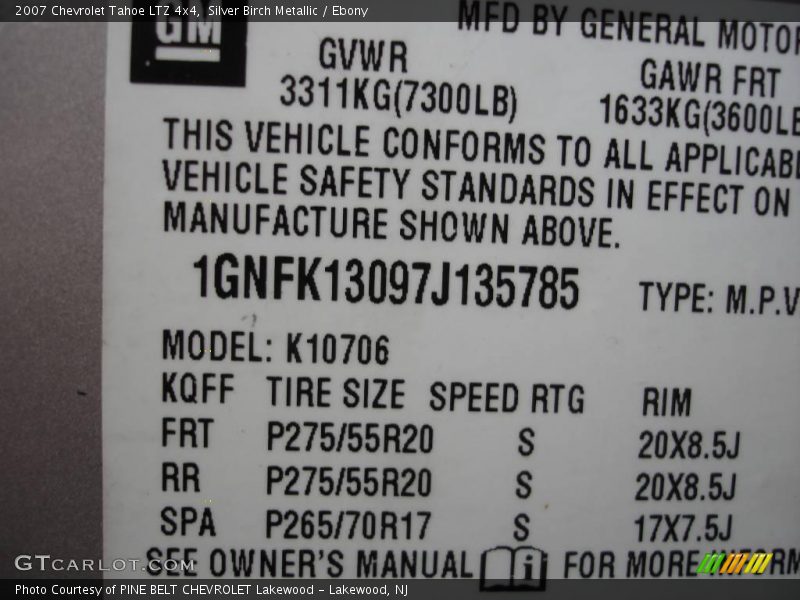 2007 Chevrolet Tahoe LTZ 4x4, Silver Birch Metallic / Ebony
GM
MFD BY GENERAL MOTOR
GVWR
GAWR FRT
3311KG(7300LB)
1633KG(3600LB
THIS VEHICLE CONFORMS TO ALL APPLICABL
VEHICLE SAFETY STANDARDS IN EFFECT ON
MANUFACTURE SHOWN ABOVE.
1GNFK13097J135785
TYPE: M.P.V
MODEL: K10706
KQFF TIRE SIZE SPEED RTG RIM
FRT P275/55R20 S 20X8.5J
RR P275/55R20 S 20X8.5J
SPA P265/70R17 S 17X7.5J
SEE OWNER'S MANUAL i FOR MORE INFORM
GTCARLOT.COM
Photo Courtesy of PINE BELT CHEVROLET Lakewood - Lakewood, NJ